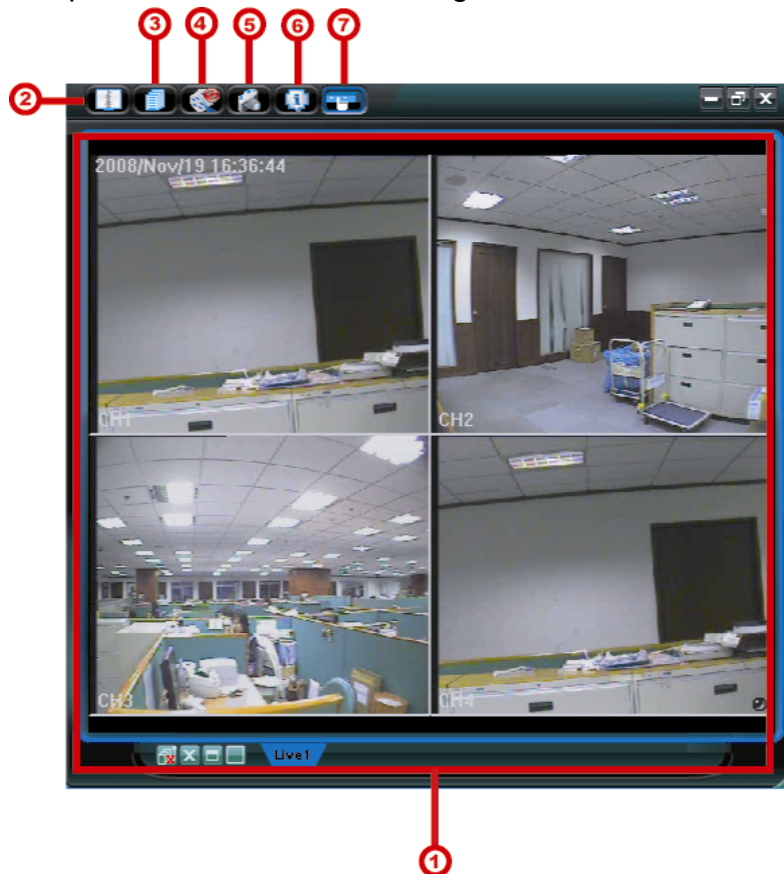 ③ ④ ⑤ ⑥ ⑦
②
2008/Nov/19 16:36:44
CH1
CH2
CH3
CH4
Live1
①